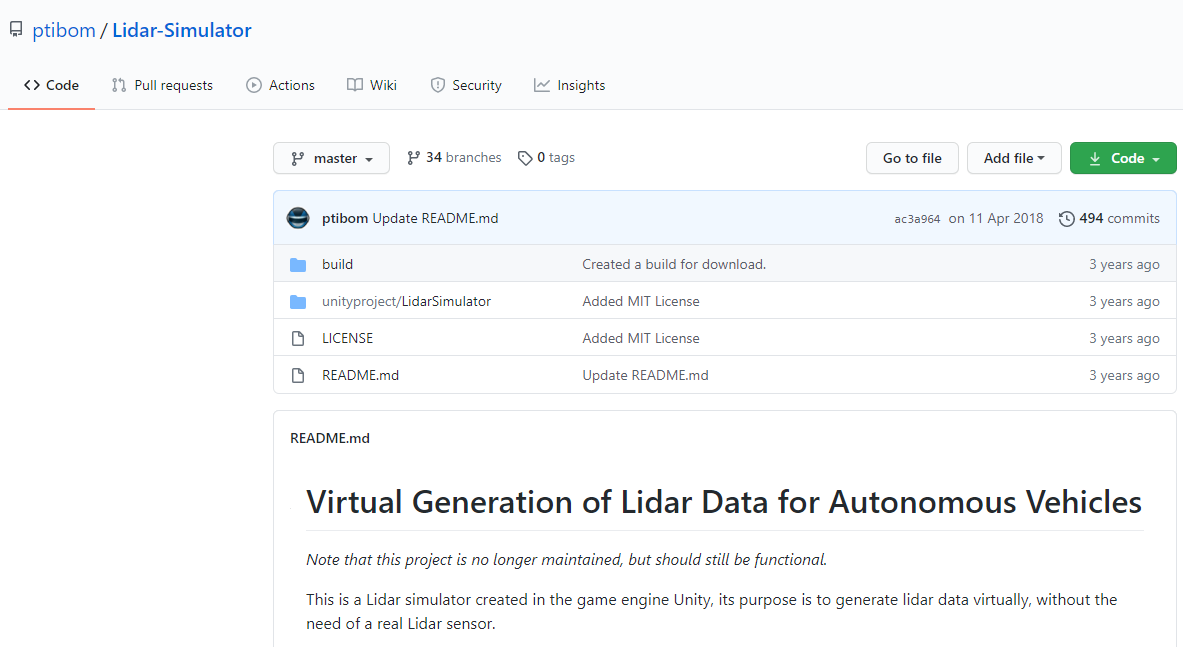 ptibom / Lidar-Simulator
Code Pull requests Actions Wiki Security Insights
master 34 branches 0 tags Go to file Add file Code
ptibom Update README.md ac3a964 on 11 Apr 2018 494 commits
build Created a build for download. 3 years ago
unityproject/LidarSimulator Added MIT License 3 years ago
LICENSE Added MIT License 3 years ago
README.md Update README.md 3 years ago
README.md
Virtual Generation of Lidar Data for Autonomous Vehicles
Note that this project is no longer maintained, but should still be functional.
This is a Lidar simulator created in the game engine Unity, its purpose is to generate lidar data virtually, without the
need of a real Lidar sensor.